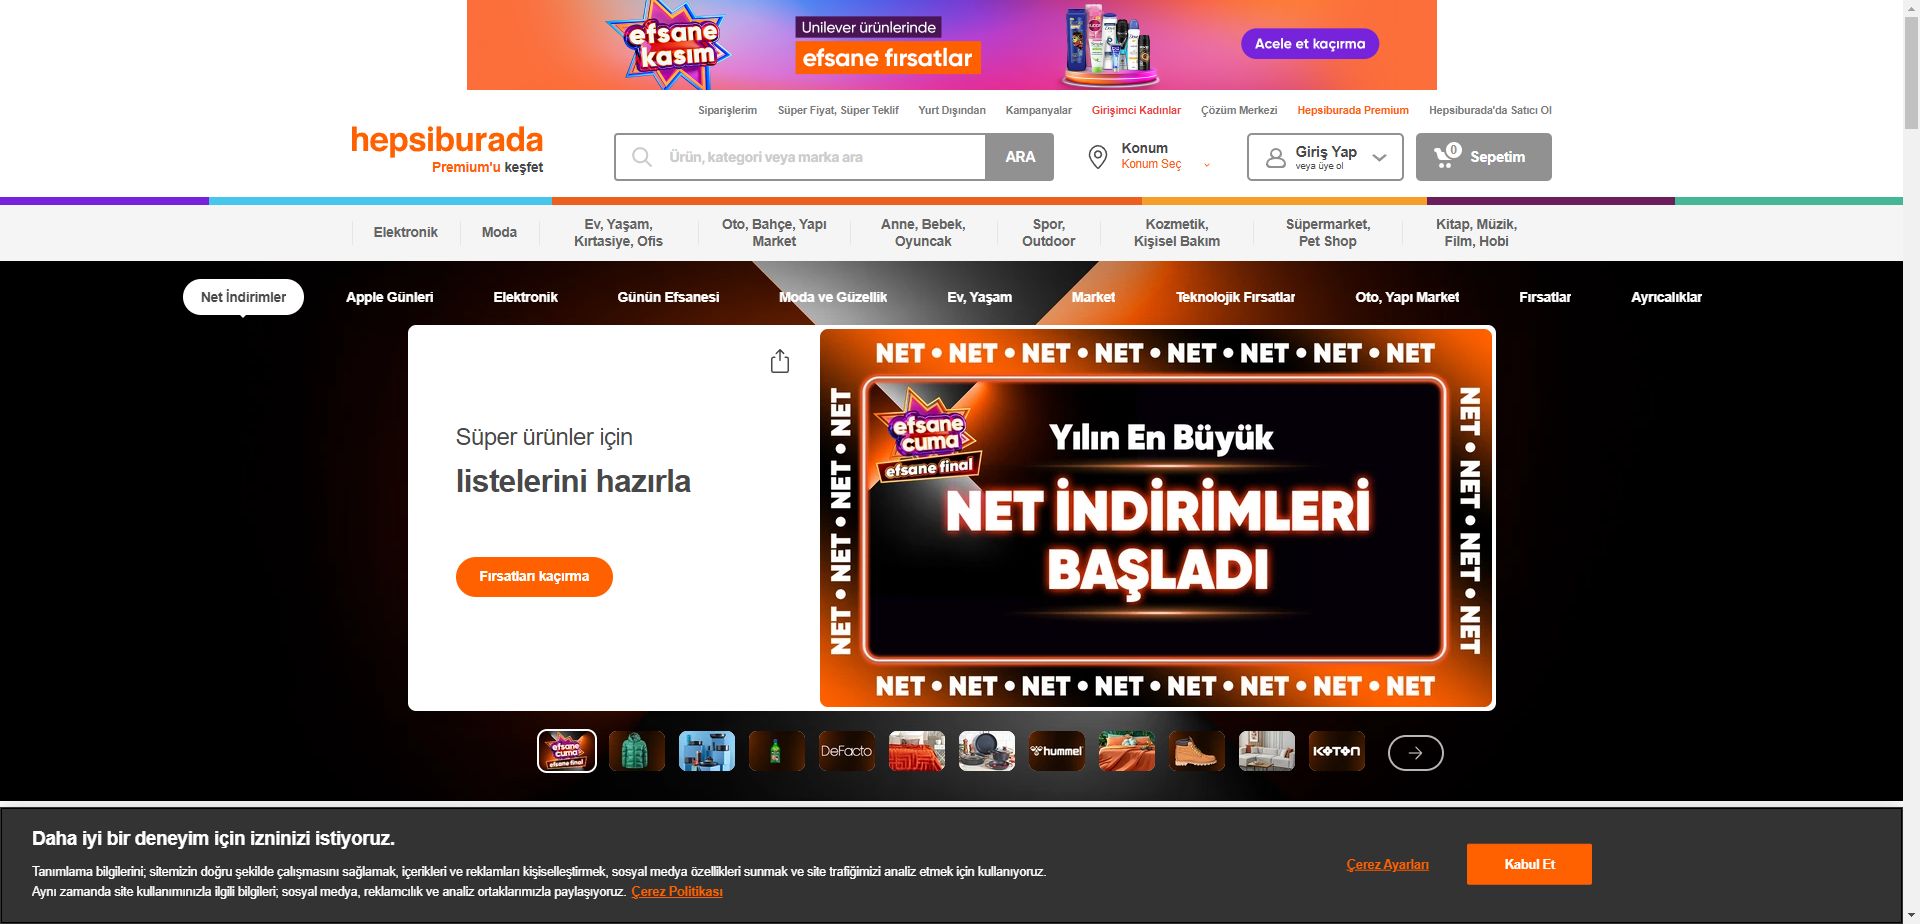 efsane
kasım
Unilever ürünlerinde
efsane fırsatlar
Acele et kaçırma
Siparişlerim
Süper Fiyat, Süper Teklif
Yurt Dışından
Kampanyalar
Girişimci Kadınlar
Çözüm Merkezi
Hepsiburada Premium
Hepsiburada'da Satıcı Ol
hepsiburada
Premium'u keşfet
Ürün, kategori veya marka ara
ARA
Konum
Konum Seç
Giriş Yap
veya üye ol
0
Sepetim
Elektronik
Moda
Ev, Yaşam,
Kırtasiye, Ofis
Oto, Bahçe, Yapı
Market
Anne, Bebek,
Oyuncak
Spor,
Outdoor
Kozmetik,
Kişisel Bakım
Süpermarket,
Pet Shop
Kitap, Müzik,
Film, Hobi
Net İndirimler
Apple Günleri
Elektronik
Günün Efsanesi
Moda ve Güzellik
Ev, Yaşam
Market
Teknolojik Fırsatlar
Oto, Yapı Market
Fırsatlar
Ayrıcalıklar
Süper ürünler için
listelerini hazırla
Fırsatları kaçırma
NET • NET • NET • NET • NET • NET • NET • NET
NET • NET • NET • NET
efsane
cuma
efsane final
Yılın En Büyük
NET İNDİRİMLERİ
BAŞLADI
NET • NET • NET • NET
NET • NET • NET • NET • NET • NET • NET • NET
efsane
cuma
efsane final
DeFacto
hummel
KOTON
Daha iyi bir deneyim için izninizi istiyoruz.
Tanımlama bilgilerini; sitemizin doğru şekilde çalışmasını sağlamak, içerikleri ve reklamları kişiselleştirmek, sosyal medya özellikleri sunmak ve site trafiğimizi analiz etmek için kullanıyoruz.
Aynı zamanda site kullanımınızla ilgili bilgileri; sosyal medya, reklamcılık ve analiz ortaklarımızla paylaşıyoruz. Çerez Politikası
Çerez Ayarları
Kabul Et